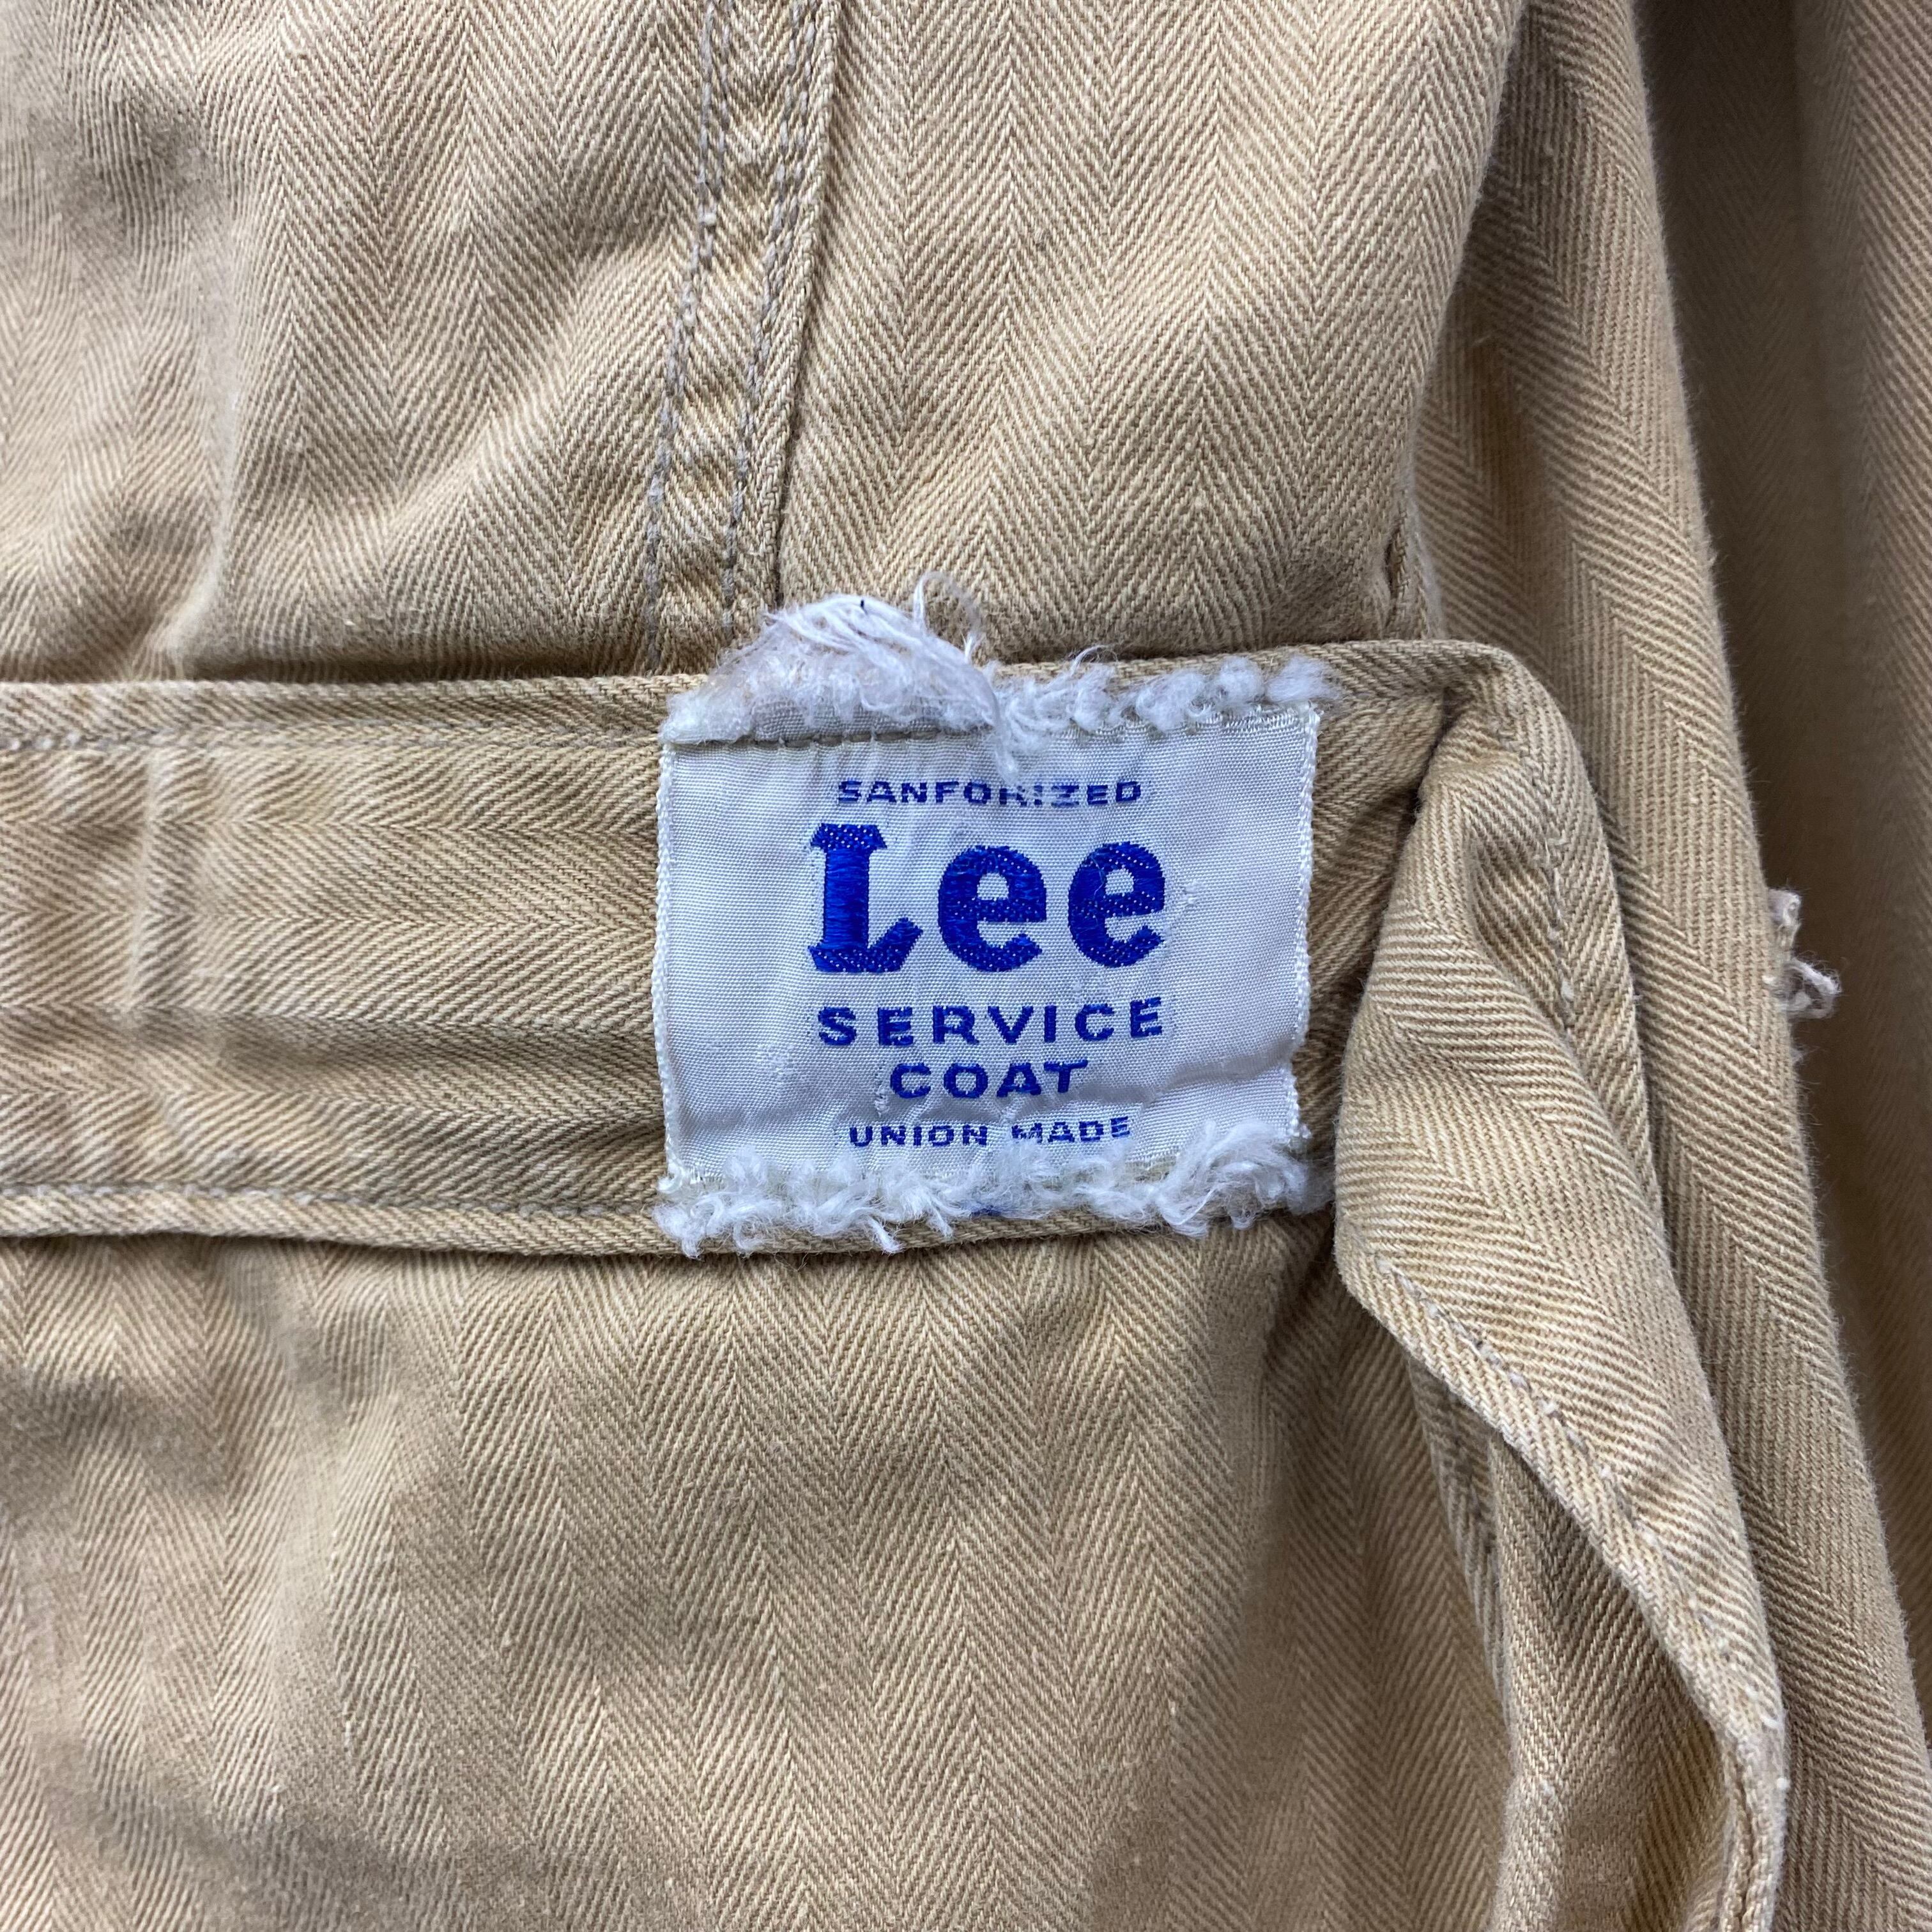 SANFORIZED
Lee
SERVICE
COAT
UNION MADE